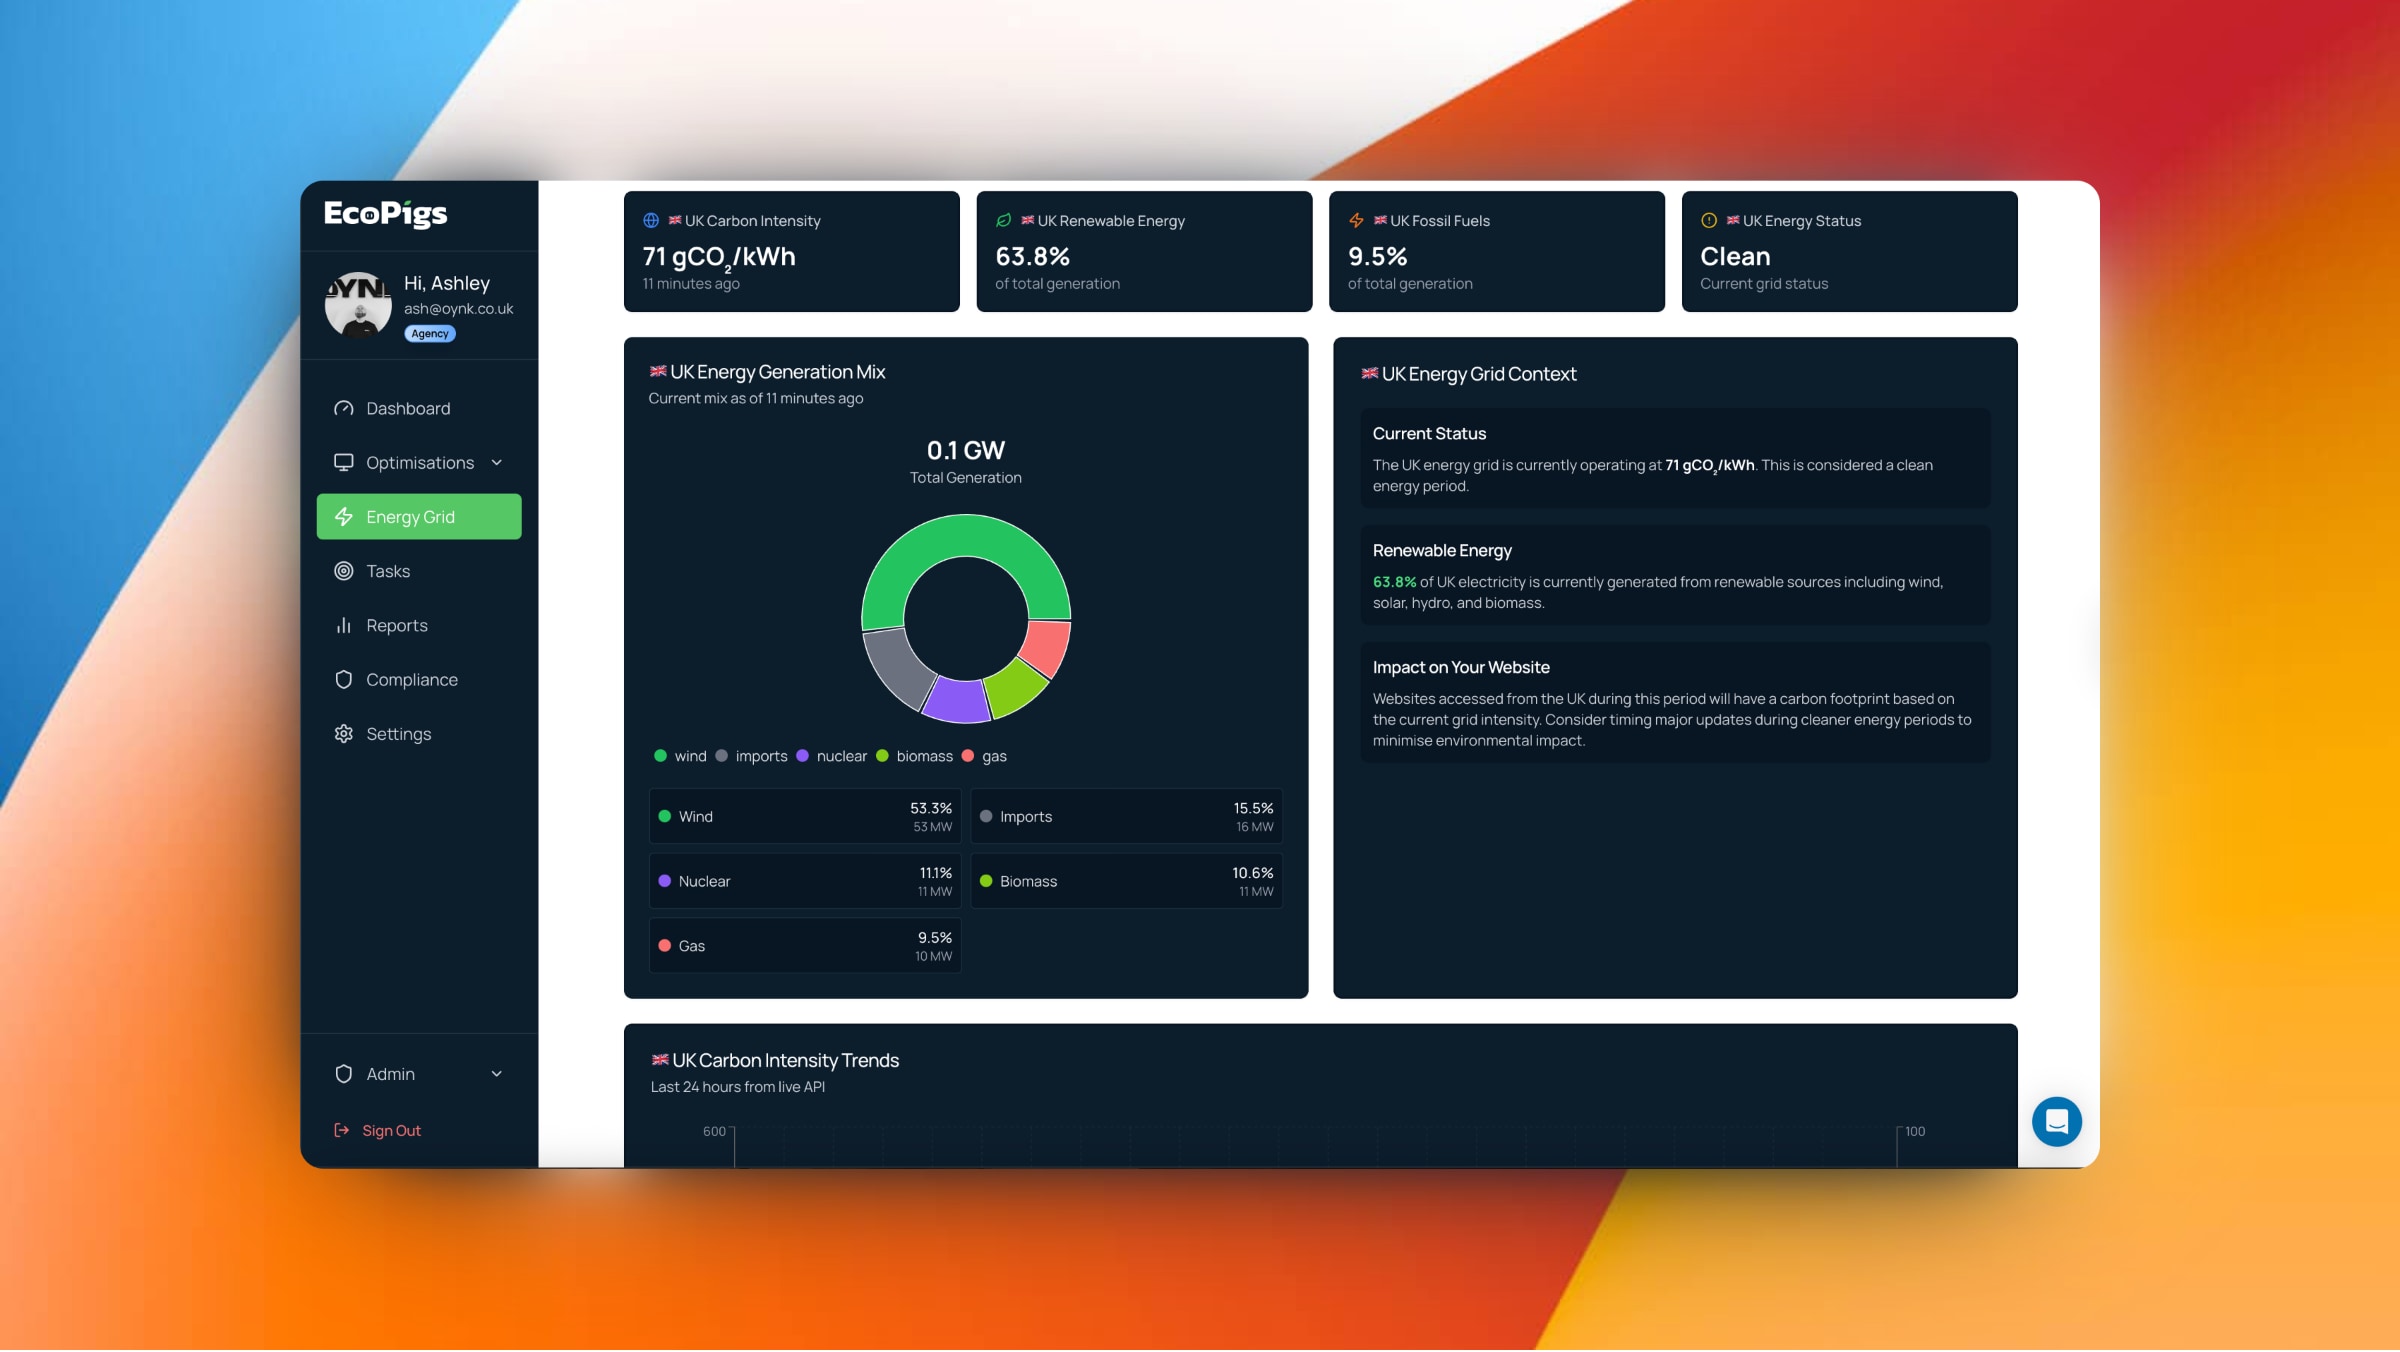 EcoPigs
Hi, Ashley
ash@oynk.co.uk
Agency
Dashboard
Optimisations
Energy Grid
Tasks
Reports
Compliance
Settings
Admin
Sign Out
🇬🇧 UK Carbon Intensity
71 gCO₂/kWh
11 minutes ago
🇬🇧 UK Renewable Energy
63.8%
of total generation
🇬🇧 UK Fossil Fuels
9.5%
of total generation
🇬🇧 UK Energy Status
Clean
Current grid status
🇬🇧 UK Energy Generation Mix
Current mix as of 11 minutes ago
0.1 GW
Total Generation
wind imports nuclear biomass gas
Wind 53.3%
53 MW
Imports 15.5%
16 MW
Nuclear 11.1%
11 MW
Biomass 10.6%
11 MW
Gas 9.5%
10 MW
🇬🇧 UK Energy Grid Context
Current Status
The UK energy grid is currently operating at 71 gCO₂/kWh. This is considered a clean
energy period.
Renewable Energy
63.8% of UK electricity is currently generated from renewable sources including wind,
solar, hydro, and biomass.
Impact on Your Website
Websites accessed from the UK during this period will have a carbon footprint based on
the current grid intensity. Consider timing major updates during cleaner energy periods to
minimise environmental impact.
🇬🇧 UK Carbon Intensity Trends
Last 24 hours from live API
600
100